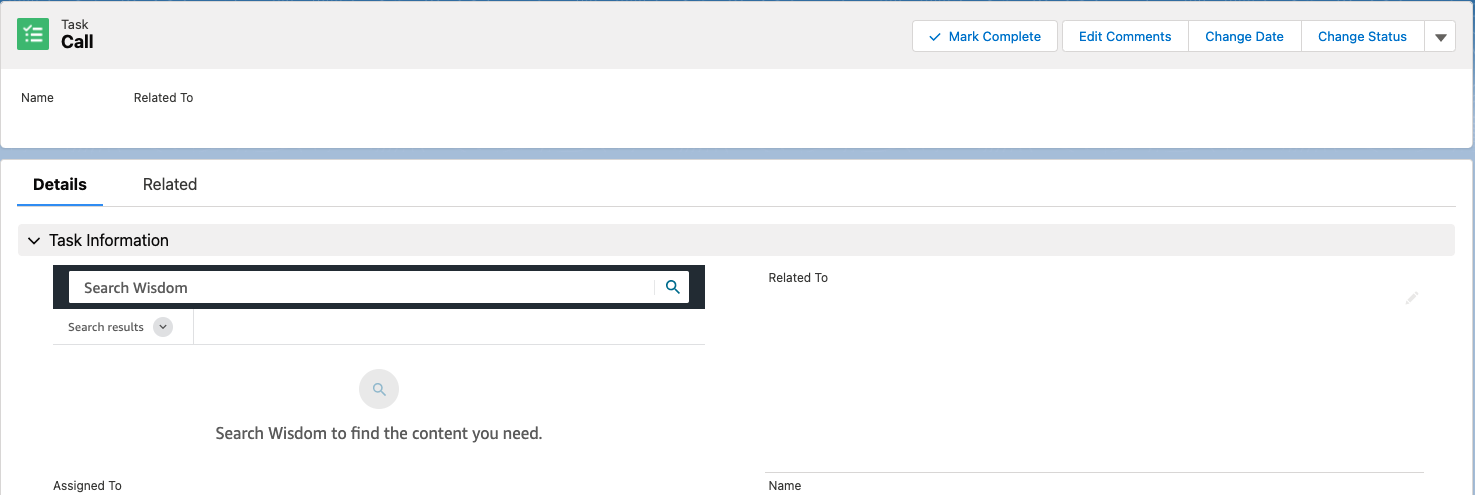 Task
Call
Mark Complete
Edit Comments
Change Date
Change Status
Name
Related To
Details
Related
Task Information
Search Wisdom
Related To
Search results
Search Wisdom to find the content you need.
Assigned To
Name